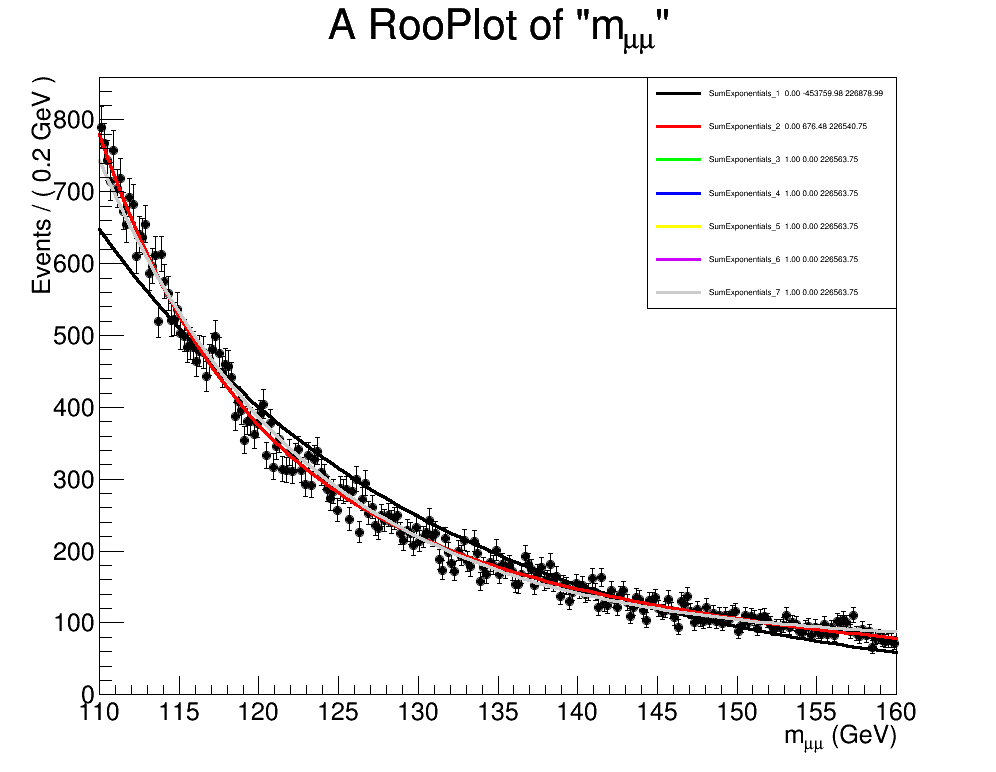 A RooPlot of "mμμ"
Events / ( 0.2 GeV )
800
700
600
500
400
300
200
100
0
110 115 120 125 130 135 140 145 150 155 160
mμμ (GeV)
SumExponentials_1 0.00 -453759.98 226878.99
SumExponentials_2 0.00 676.48 226540.75
SumExponentials_3 1.00 0.00 226563.75
SumExponentials_4 1.00 0.00 226563.75
SumExponentials_5 1.00 0.00 226563.75
SumExponentials_6 1.00 0.00 226563.75
SumExponentials_7 1.00 0.00 226563.75